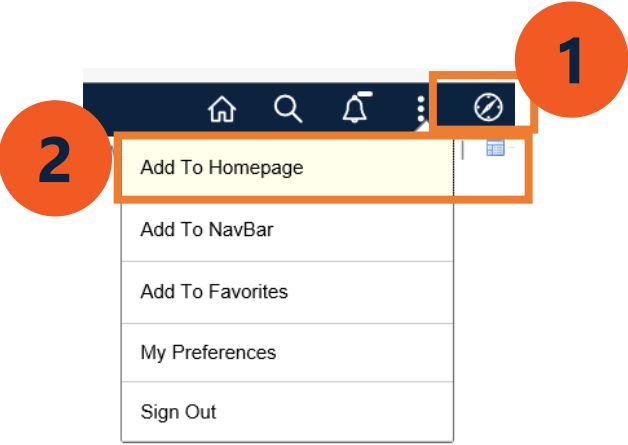 1
2
Add To Homepage
Add To NavBar
Add To Favorites
My Preferences
Sign Out